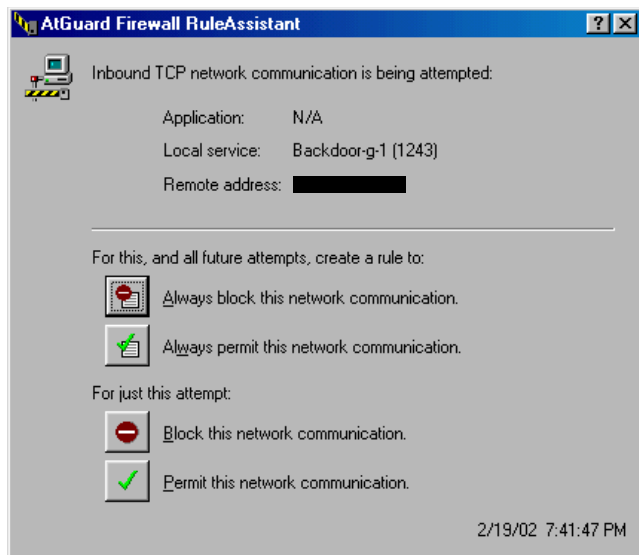 AtGuard Firewall RuleAssistant
Inbound TCP network communication is being attempted:
Application: N/A
Local service: Backdoor-g-1 (1243)
Remote address:
For this, and all future attempts, create a rule to:
Always block this network communication.
Always permit this network communication.
For just this attempt:
Block this network communication.
Permit this network communication.
2/19/02 7:41:47 PM